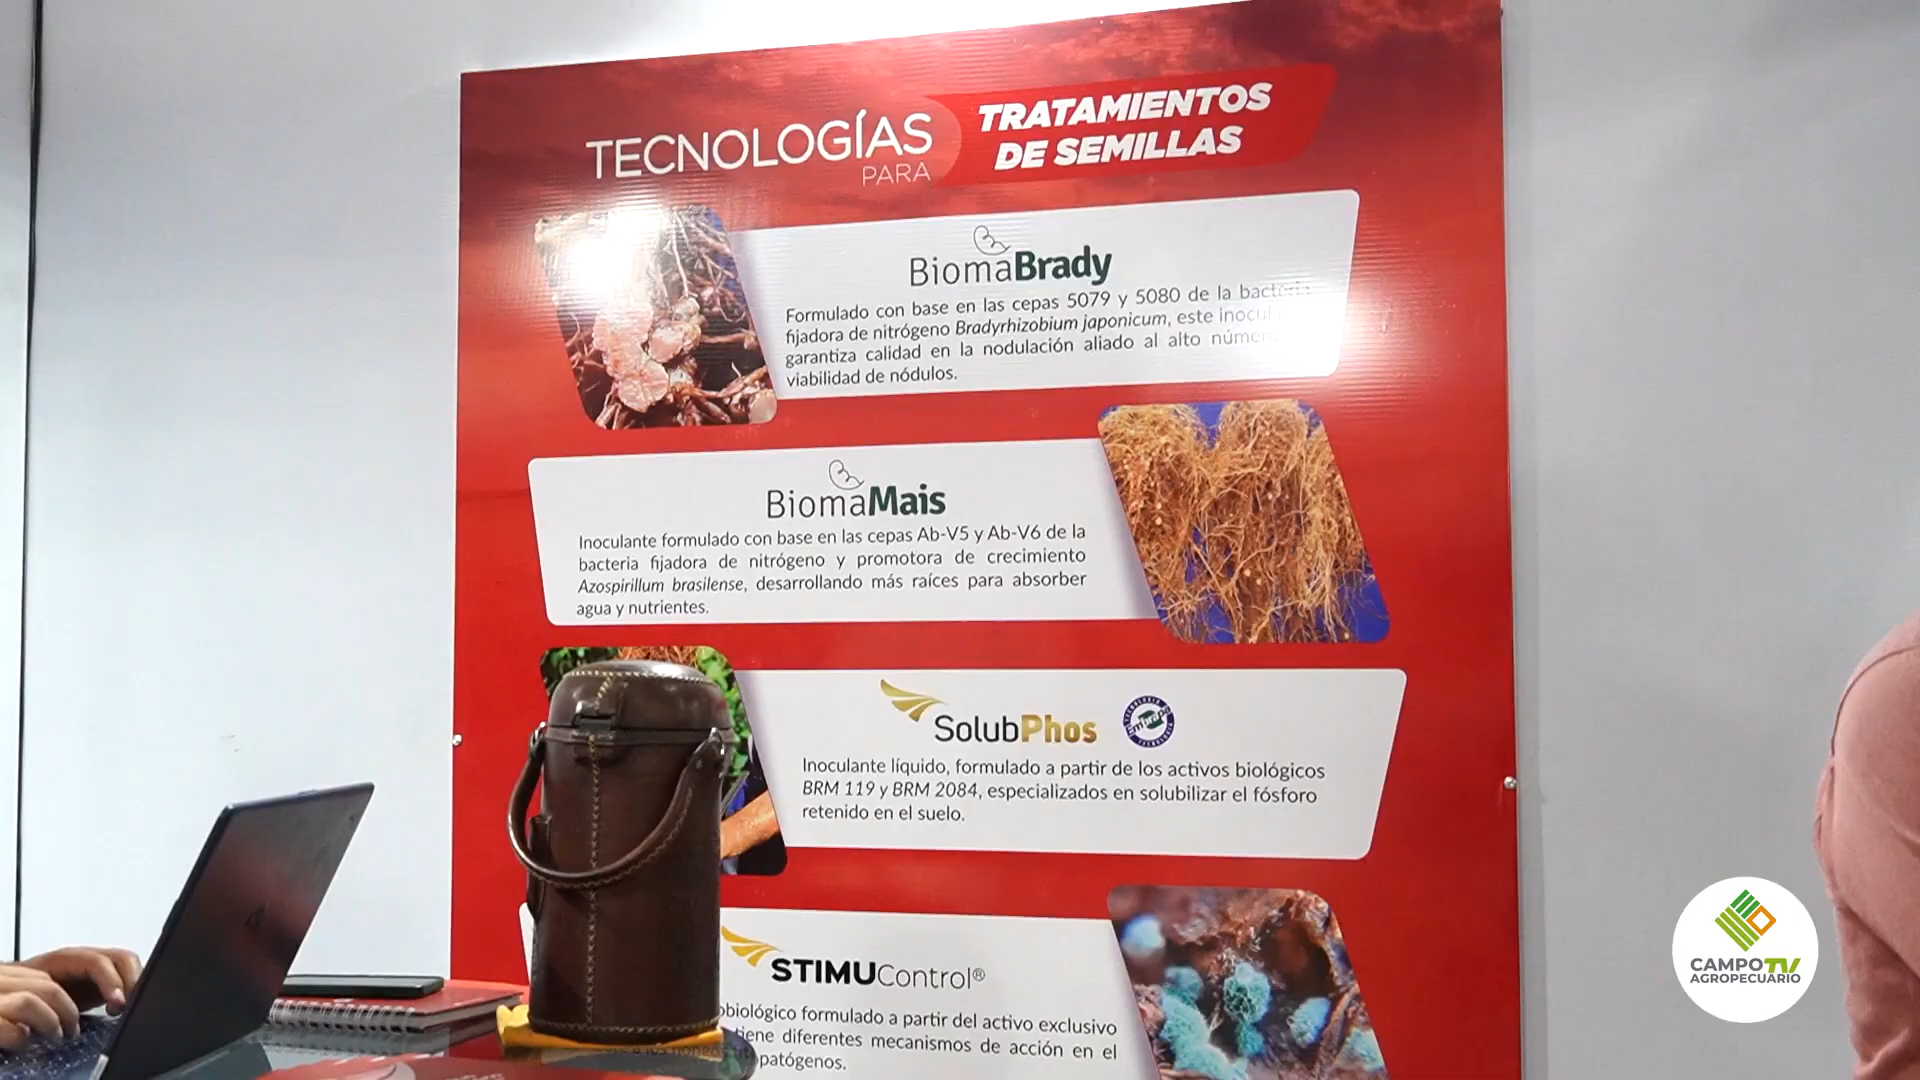 TECNOLOGÍAS
PARA
TRATAMIENTOS
DE SEMILLAS
BiomaBrady
Formulado con base en las cepas 5079 y 5080 de la bacteria
fijadora de nitrógeno Bradyrhizobium japonicum, este
garantiza calidad en la nodulación aliado al alto
viabilidad de nódulos.
BiomaMais
Inoculante formulado con base en las cepas Ab-V5 y Ab-V6 de la
bacteria fijadora de nitrógeno y promotora de crecimiento
Azospirillum brasilense, desarrollando más raíces para absorber
agua y nutrientes.
SolubPhos
Inoculante líquido, formulado a partir de los activos biológicos
BRM 119 y BRM 2084, especializados en solubilizar el fósforo
retenido en el suelo.
STIMUControl®
formulado a partir del activo exclusivo
diferentes mecanismos de acción en el
CAMPOTV
AGROPECUARIO